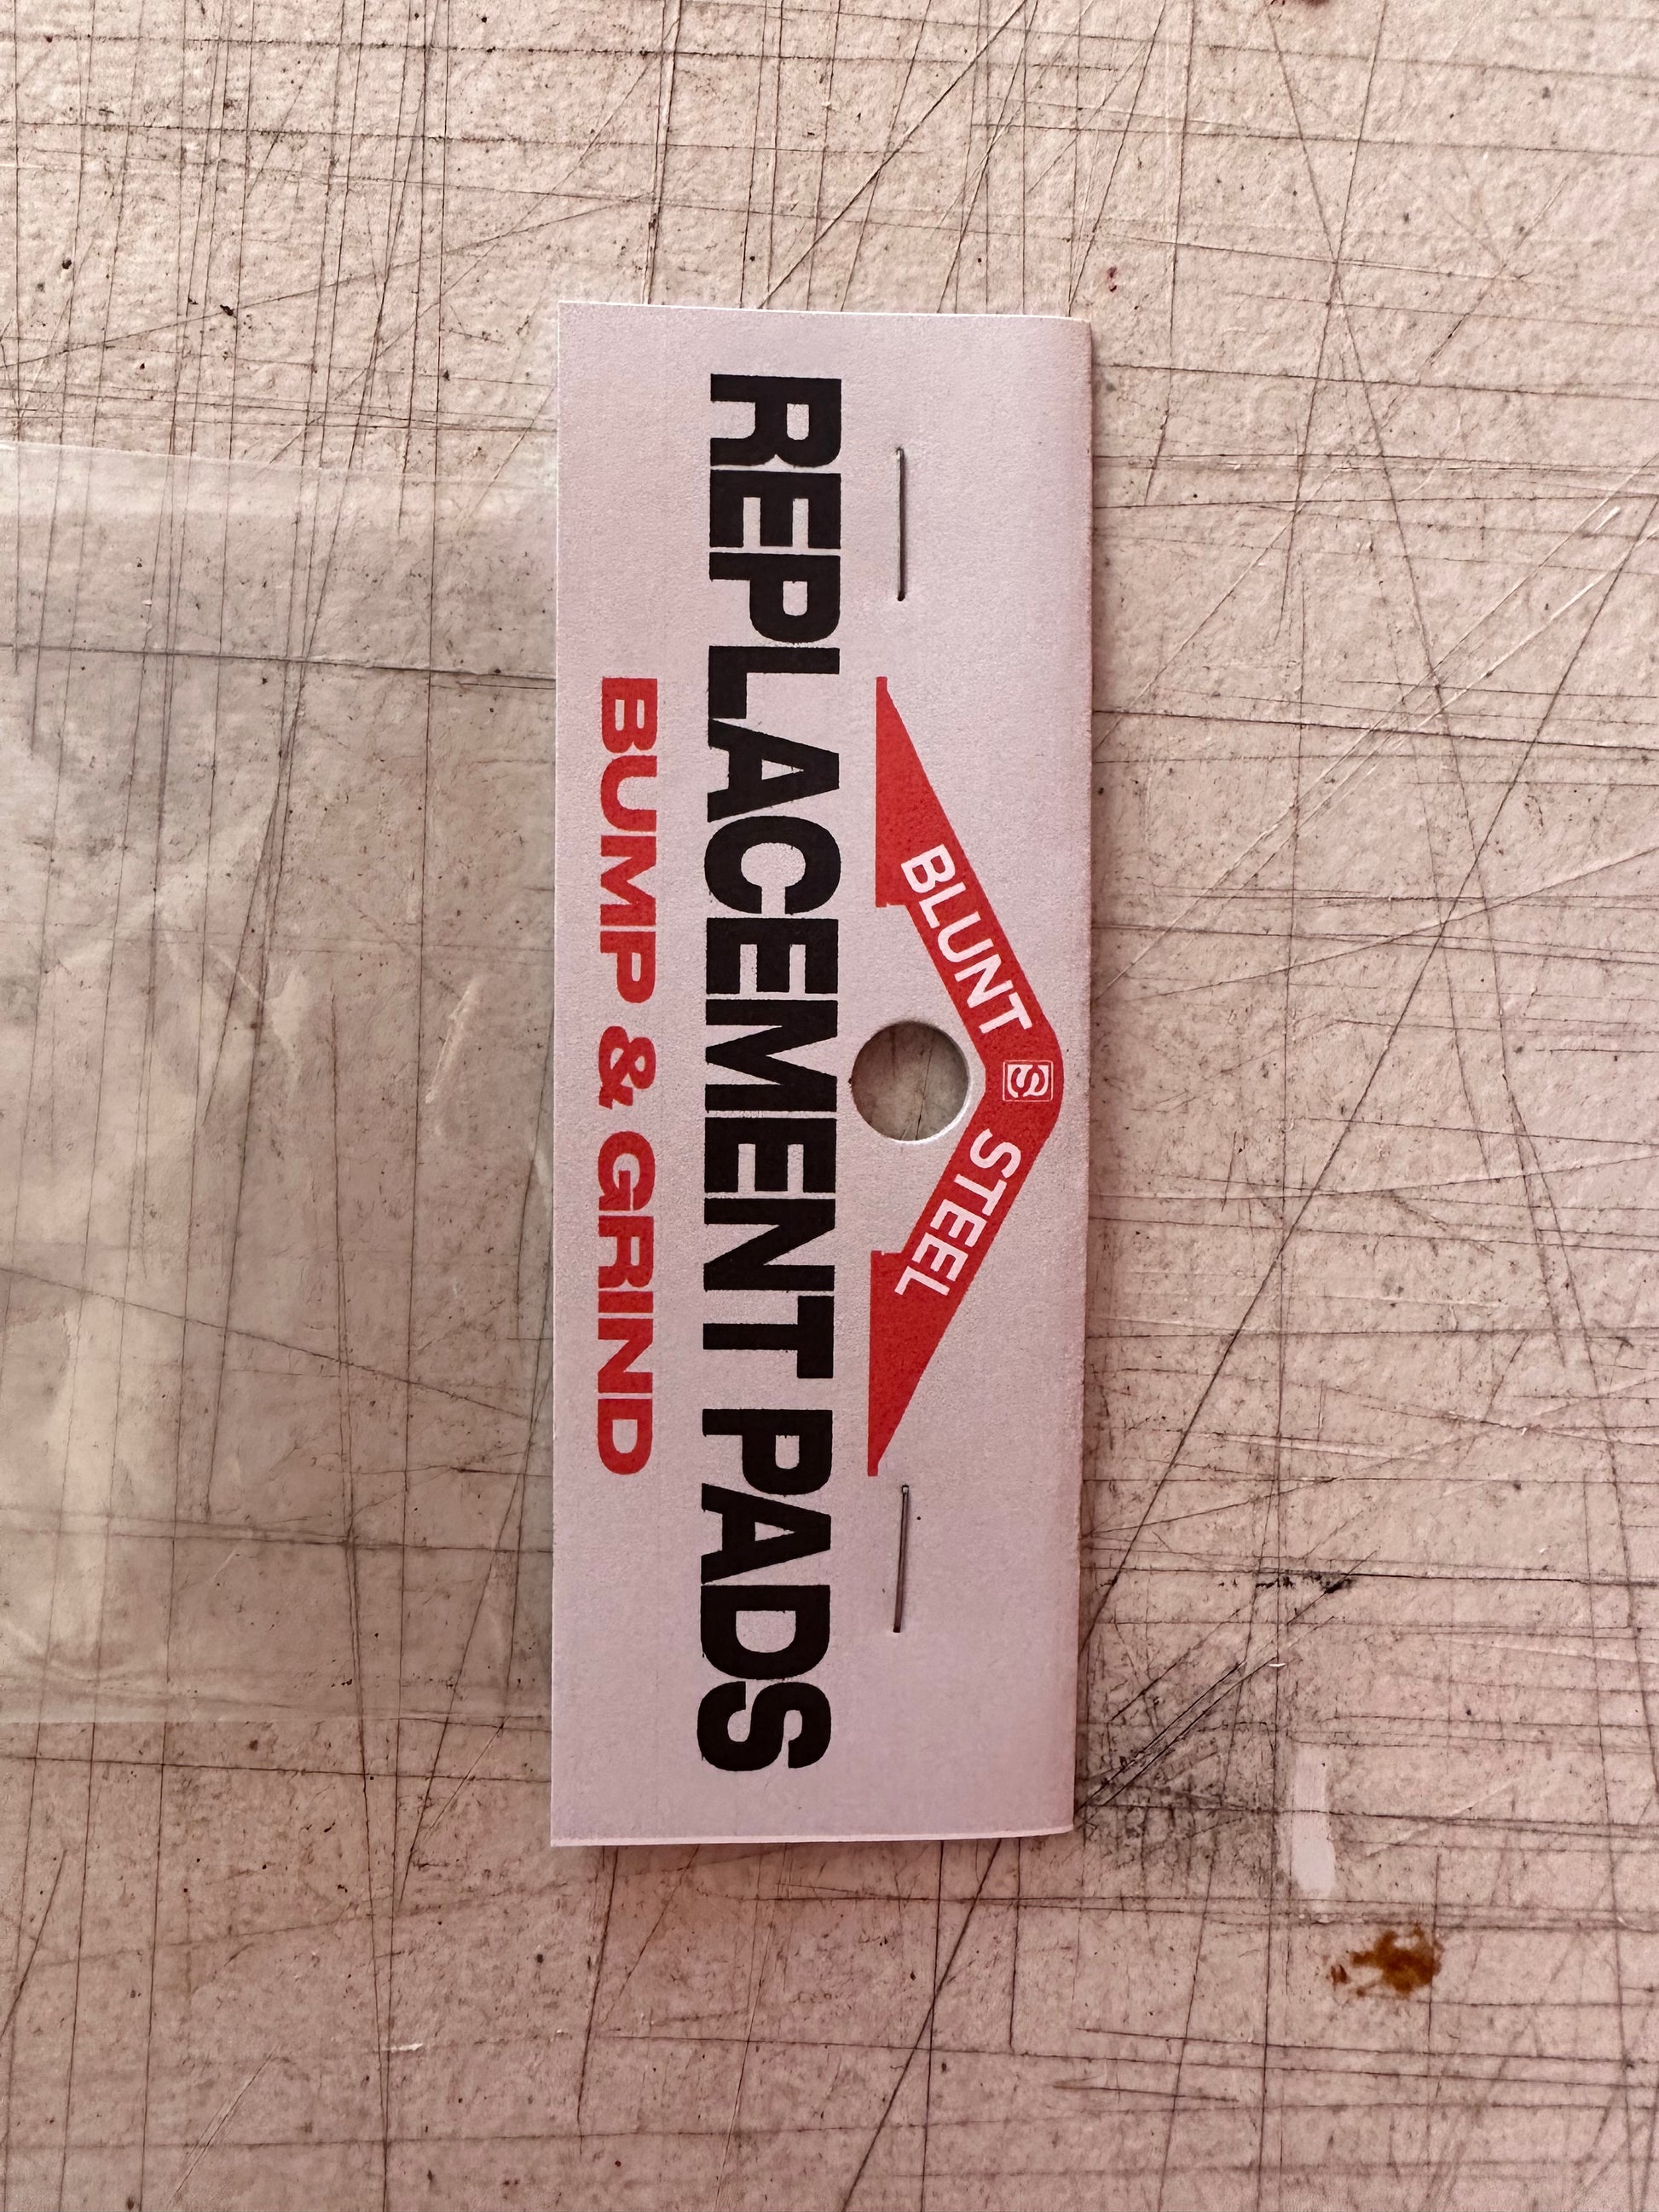 BLUNT S STEEL
REPLACEMENT PADS
BUMP & GRIND